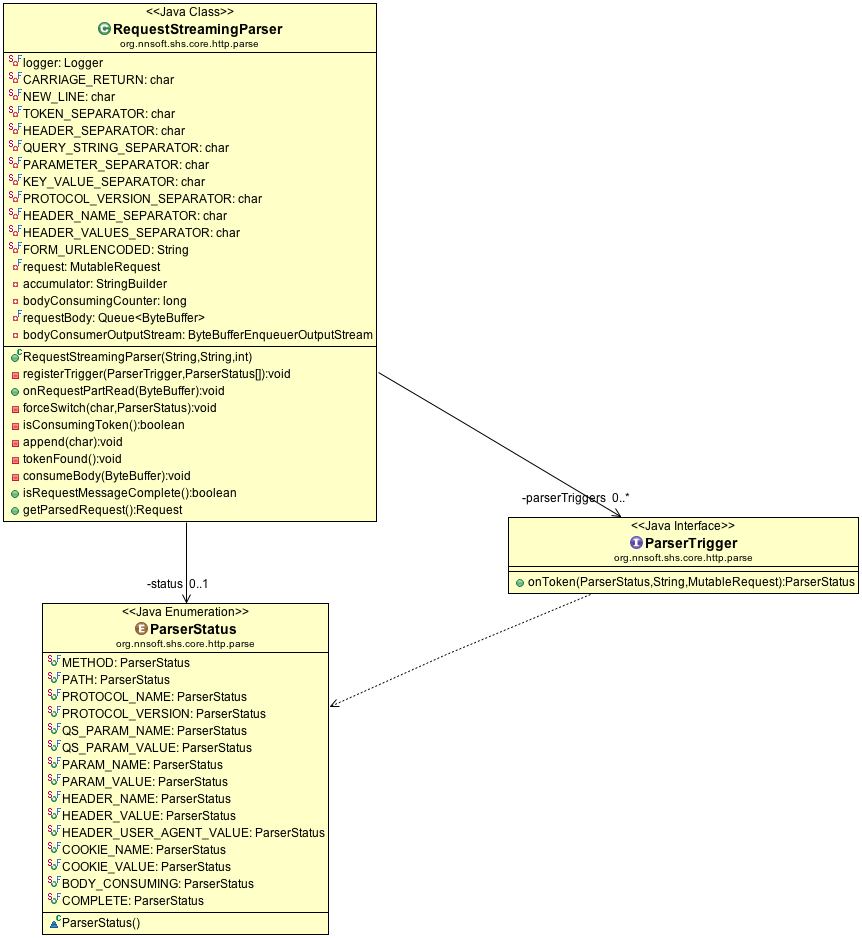 <<Java Class>>
RequestStreamingParser
org.nnsoft.shs.core.http.parse
logger: Logger
CARRIAGE_RETURN: char
NEW_LINE: char
TOKEN_SEPARATOR: char
HEADER_SEPARATOR: char
QUERY_STRING_SEPARATOR: char
PARAMETER_SEPARATOR: char
KEY_VALUE_SEPARATOR: char
PROTOCOL_VERSION_SEPARATOR: char
HEADER_NAME_SEPARATOR: char
HEADER_VALUES_SEPARATOR: char
FORM_URLENCODED: String
request: MutableRequest
accumulator: StringBuilder
bodyConsumingCounter: long
requestBody: Queue<ByteBuffer>
bodyConsumerOutputStream: ByteBufferEnqueuerOutputStream
RequestStreamingParser(String,String,int)
registerTrigger(ParserTrigger,ParserStatus[]):void
onRequestPartRead(ByteBuffer):void
forceSwitch(char,ParserStatus):void
isConsumingToken():boolean
append(char):void
tokenFound():void
consumeBody(ByteBuffer):void
isRequestMessageComplete():boolean
getParsedRequest():Request
-parserTriggers 0..*
<<Java Interface>>
ParserTrigger
org.nnsoft.shs.core.http.parse
onToken(ParserStatus,String,MutableRequest):ParserStatus
-status 0..1
<<Java Enumeration>>
ParserStatus
org.nnsoft.shs.core.http.parse
METHOD: ParserStatus
PATH: ParserStatus
PROTOCOL_NAME: ParserStatus
PROTOCOL_VERSION: ParserStatus
QS_PARAM_NAME: ParserStatus
QS_PARAM_VALUE: ParserStatus
PARAM_NAME: ParserStatus
PARAM_VALUE: ParserStatus
HEADER_NAME: ParserStatus
HEADER_VALUE: ParserStatus
HEADER_USER_AGENT_VALUE: ParserStatus
COOKIE_NAME: ParserStatus
COOKIE_VALUE: ParserStatus
BODY_CONSUMING: ParserStatus
COMPLETE: ParserStatus
ParserStatus()